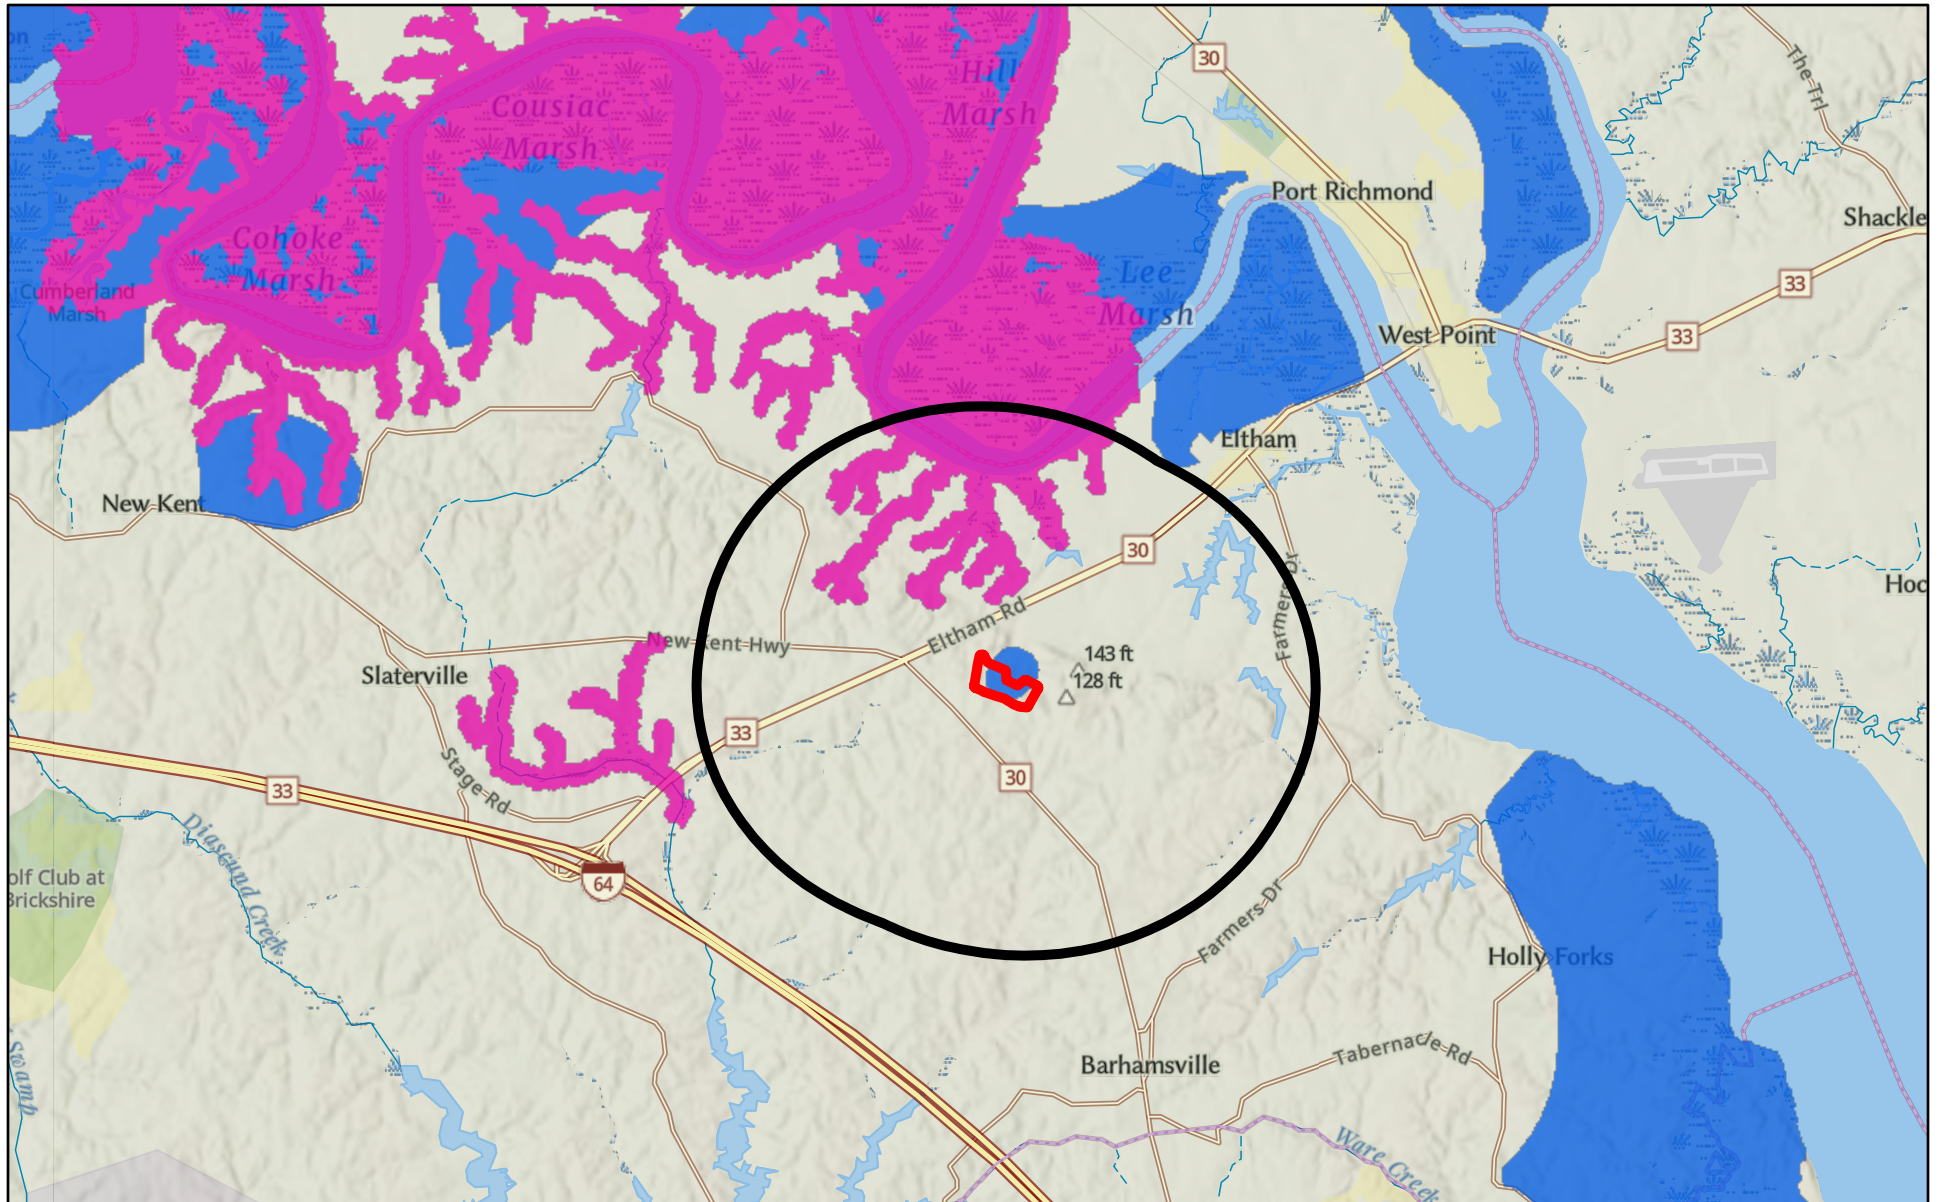 on
Hill
Marsh
30
The Trl
Cousiac
Marsh
Port Richmond
Shackle
Cohoke
Marsh
Lee
Marsh
Cumberland
Marsh
33
33
West Point
Eltham
New Kent
30
Farmers Dr
Hoc
Eltham Rd
New Kent Hwy
143 ft
128 ft
Slaterville
33
Stage Rd
33
30
Diascund Creek
olf Club at
Brickshire
64
Farmers Dr
Holly Forks
Swamp
Barhamsville
Tabernacle Rd
Ware Creek